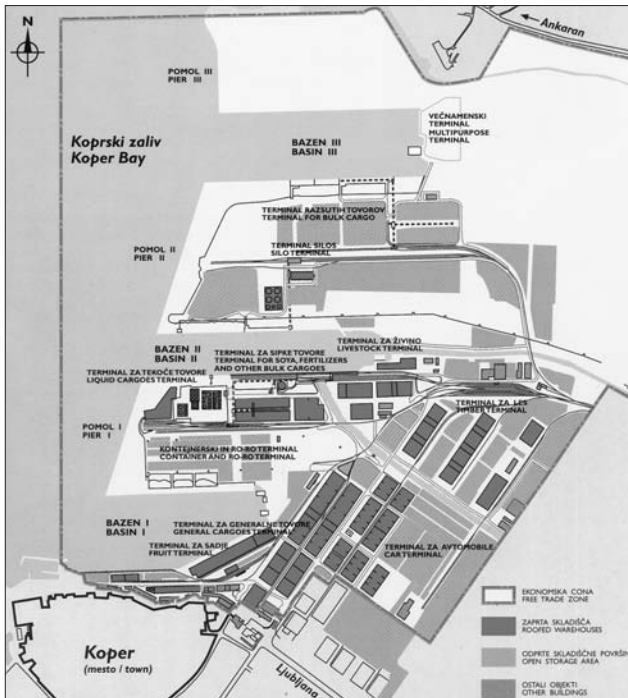 N
Ankaran
POMOL III
PIER III
VEČNAMENSKI
TERMINAL
MULTIPURPOSE
TERMINAL
Koprski zaliv
Koper Bay
BAZEN III
BASIN III
TERMINAL RAZSUTIH TOVOROV
TERMINAL FOR BULK CARGO
POMOL II
PIER II
TERMINAL SILOS
SILO TERMINAL
BAZEN II
BASIN II
TERMINAL ZA SIPKE TOVORE
TERMINAL FOR SOYA, FERTILIZERS
AND OTHER BULK CARGOES
TERMINAL ZA ŽIVINO
LIVESTOCK TERMINAL
TERMINAL ZA TEKOČE TOVORE
LIQUID CARGOES TERMINAL
TERMINAL ZA LES
TIMBER TERMINAL
POMOL I
PIER I
KONTEJNERSKI IN RO-RO TERMINAL
CONTAINER AND RO-RO TERMINAL
BAZEN I
BASIN I
TERMINAL ZA GENERALNE TOVORE
GENERAL CARGOES TERMINAL
TERMINAL ZA SADJE
FRUIT TERMINAL
TERMINAL ZA AVTOMOBILE
CAR TERMINAL
Koper
(mesto / town)
Ljubljana
EKONOMSKA CONA
FREE TRADE ZONE
ZAPRTA SKLADIŠČA
ROOFED WAREHOUSES
ODPRTE SKLADIŠČNE POVRŠIN
OPEN STORAGE AREA
OSTALI OBJEKTI
OTHER BUILDINGS